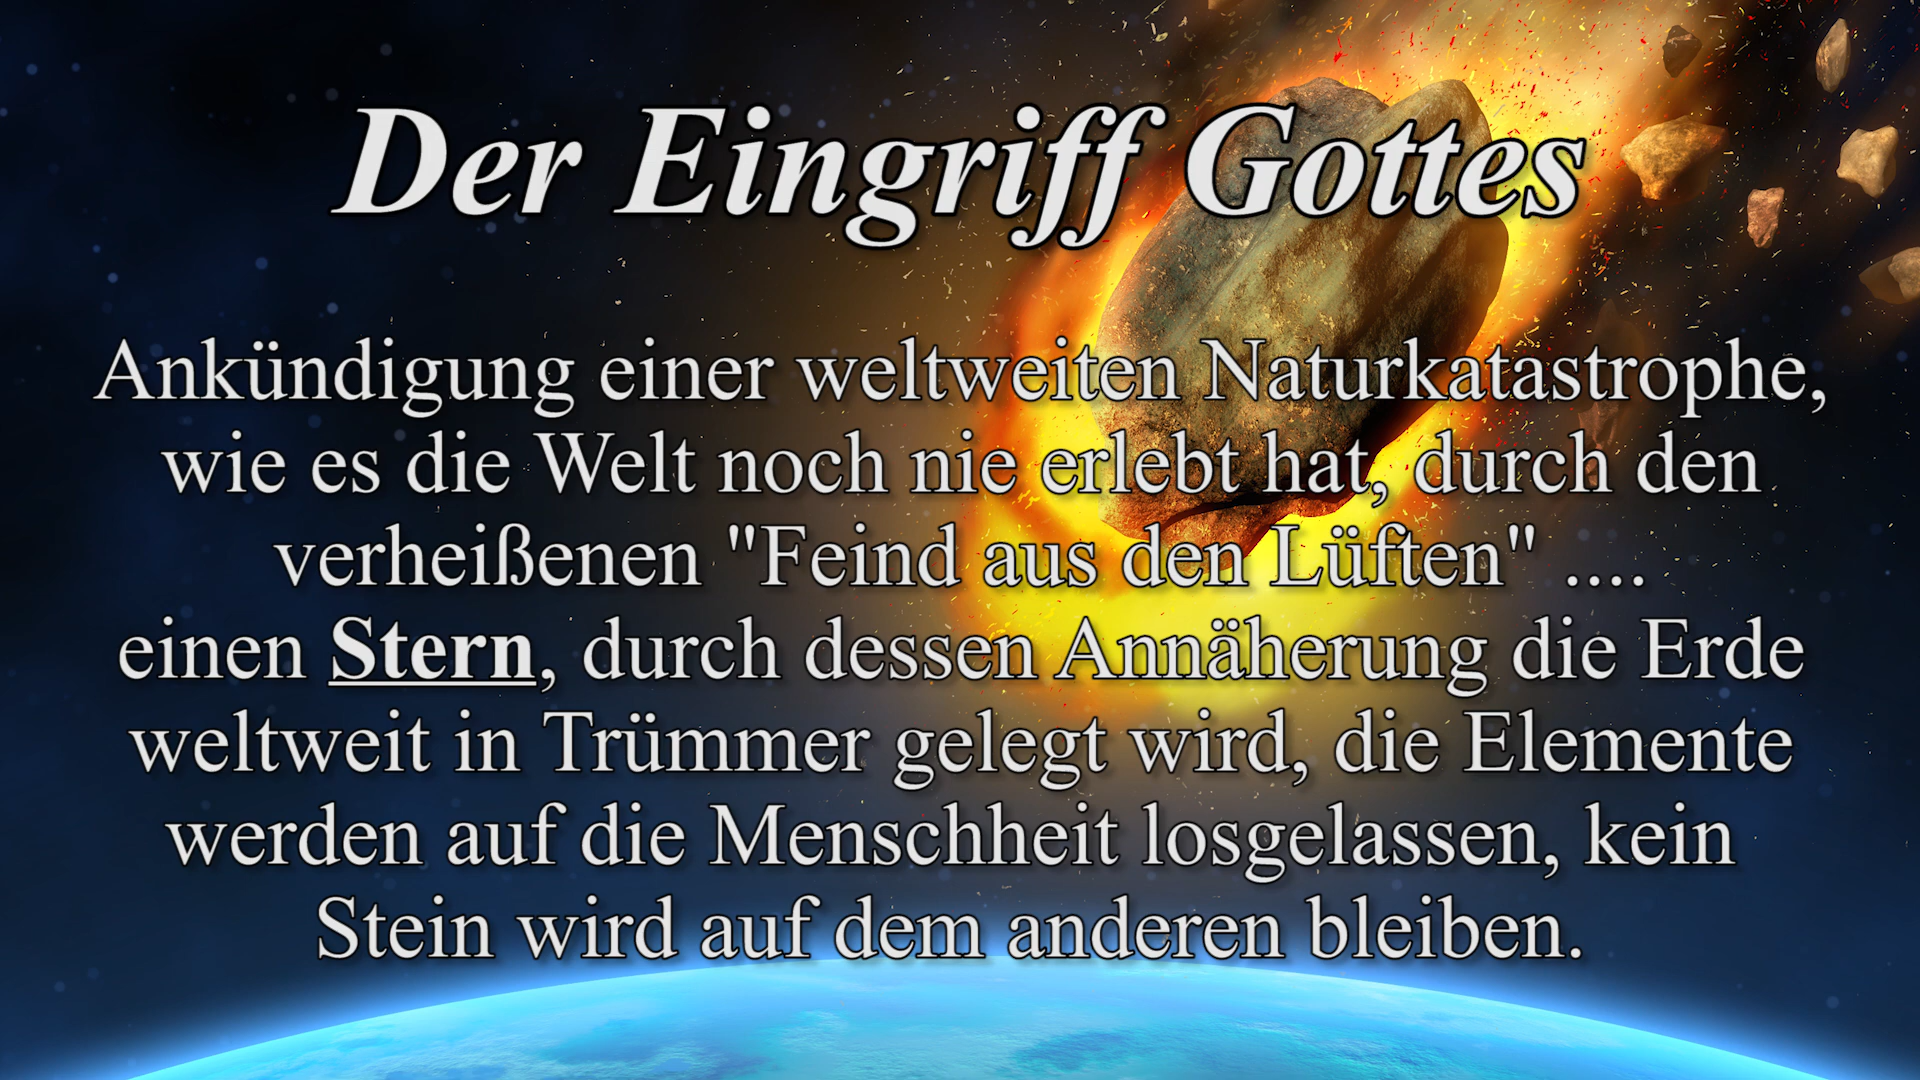 Der Eingriff Gottes
Ankündigung einer weltweiten Naturkatastrophe,
wie es die Welt noch nie erlebt hat, durch den
verheißenen "Feind aus den Lüften" ....
einen Stern, durch dessen Annäherung die Erde
weltweit in Trümmer gelegt wird, die Elemente
werden auf die Menschheit losgelassen, kein
Stein wird auf dem anderen bleiben.